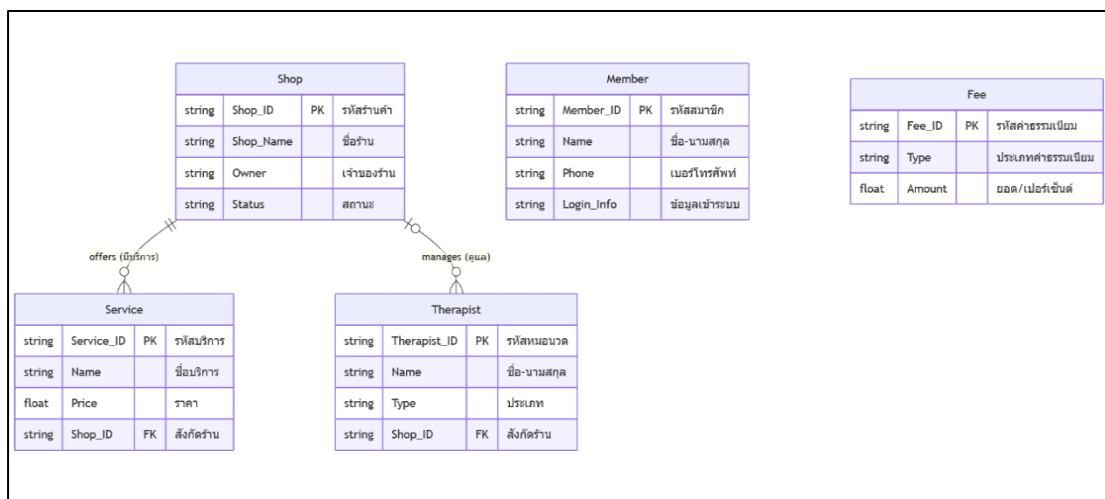 Shop
string Shop_ID PK รหัสร้านค้า
string Shop_Name ชื่อร้าน
string Owner เจ้าของร้าน
string Status สถานะ
Member
string Member_ID PK รหัสสมาชิก
string Name ชื่อ-นามสกุล
string Phone เบอร์โทรศัพท์
string Login_Info ข้อมูลเข้าระบบ
Fee
string Fee_ID PK รหัสค่าธรรมเนียม
string Type ประเภทค่าธรรมเนียม
float Amount ยอด/เปอร์เซ็นต์
offers (มีบริการ)
manages (ดูแล)
Service
string Service_ID PK รหัสบริการ
string Name ชื่อบริการ
float Price ราคา
string Shop_ID FK สังกัดร้าน
Therapist
string Therapist_ID PK รหัสหมอนวด
string Name ชื่อ-นามสกุล
string Type ประเภท
string Shop_ID FK สังกัดร้าน